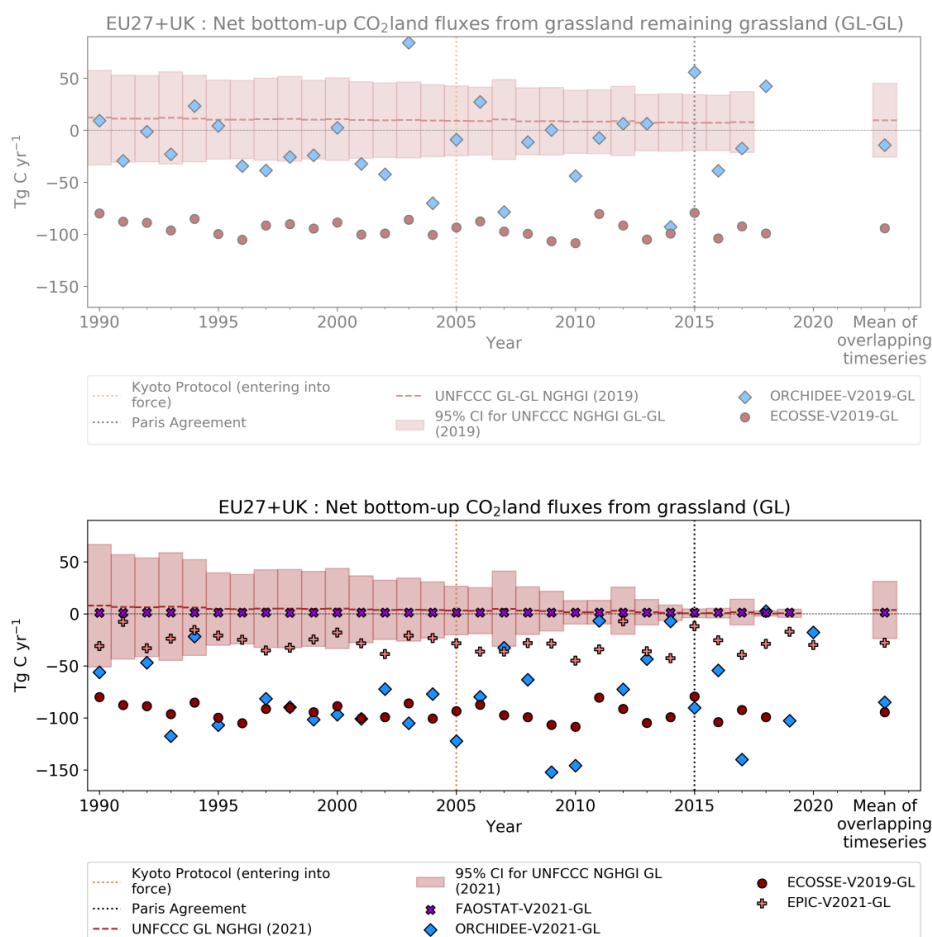 EU27+UK : Net bottom-up CO₂land fluxes from grassland remaining grassland (GL-GL)
50
0
−50
−100
−150
Tg C yr⁻¹
1990
1995
2000
2005
2010
2015
2020
Mean of
overlapping
timeseries
Year
Kyoto Protocol (entering into
force)
Paris Agreement
UNFCCC GL-GL NGHGI (2019)
95% CI for UNFCCC NGHGI GL-GL
(2019)
ORCHIDEE-V2019-GL
ECOSSE-V2019-GL
EU27+UK : Net bottom-up CO₂land fluxes from grassland (GL)
50
0
−50
−100
−150
Tg C yr⁻¹
1990
1995
2000
2005
2010
2015
2020
Mean of
overlapping
timeseries
Year
Kyoto Protocol (entering into
force)
Paris Agreement
UNFCCC GL NGHGI (2021)
95% CI for UNFCCC NGHGI GL
(2021)
FAOSTAT-V2021-GL
ORCHIDEE-V2021-GL
ECOSSE-V2019-GL
EPIC-V2021-GL